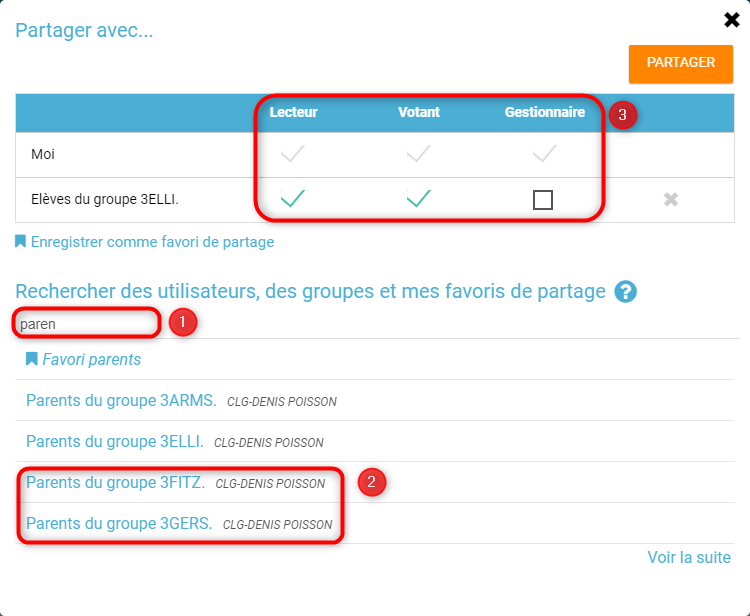 Partager avec...
PARTAGER
Lecteur Votant Gestionnaire 3
Moi
Elèves du groupe 3ELLI.
Enregistrer comme favori de partage
Rechercher des utilisateurs, des groupes et mes favoris de partage ?
paren 1
Favori parents
Parents du groupe 3ARMS. CLG-DENIS POISSON
Parents du groupe 3ELLI. CLG-DENIS POISSON
Parents du groupe 3FITZ. CLG-DENIS POISSON 2
Parents du groupe 3GERS. CLG-DENIS POISSON
Voir la suite